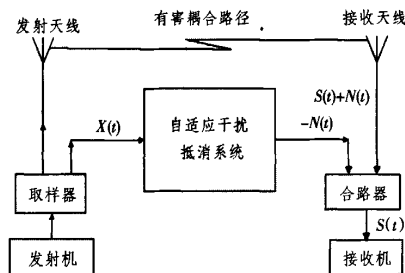 发射天线
有害耦合路径
接收天线
S(t)+N(t)
X(t)
自适应干扰
抵消系统
-N(t)
取样器
合路器
S(t)
发射机
接收机